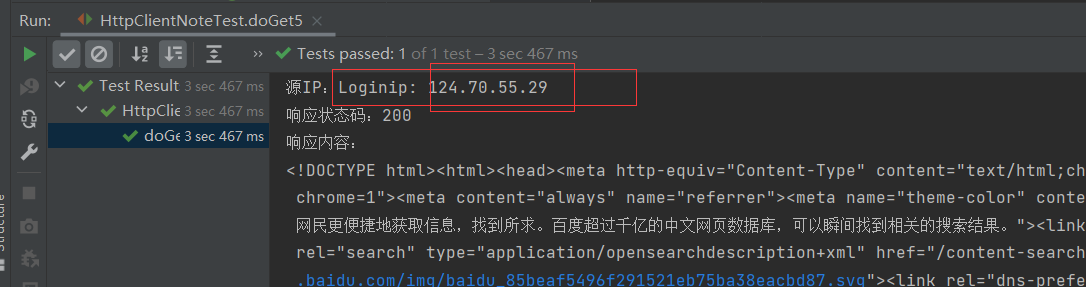 Run: HttpClientNoteTest.doGet5 ×
Tests passed: 1 of 1 test – 3 sec 467 ms
Test Result 3 sec 467 ms
HttpClie 3 sec 467 ms
doGe 3 sec 467 ms
源IP：Loginip: 124.70.55.29
响应状态码：200
响应内容：
<!DOCTYPE html><html><head><meta http-equiv="Content-Type" content="text/html;ch
chrome=1"><meta content="always" name="referrer"><meta name="theme-color" conte
网民更便捷地获取信息，找到所求。百度超过千亿的中文网页数据库，可以瞬间找到相关的搜索结果。"><link
rel="search" type="application/opensearchdescription+xml" href="/content-search
.baidu.com/img/baidu_85beaf5496f291521eb75ba38eacbd87.svg"><link rel="dns-prefe
Structure